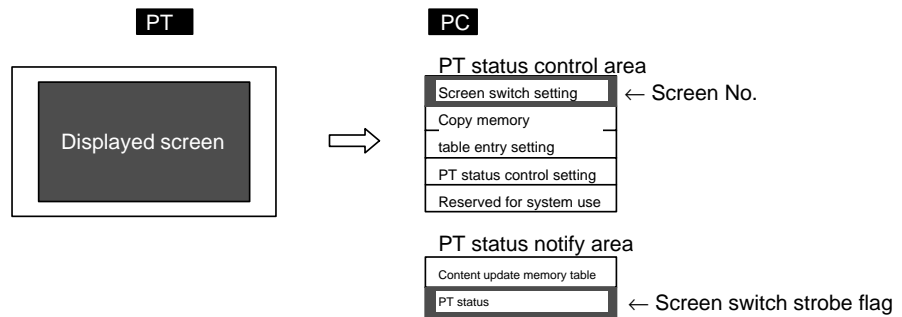 PT
PC
Displayed screen
PT status control area
Screen switch setting
← Screen No.
Copy memory
table entry setting
PT status control setting
Reserved for system use
PT status notify area
Content update memory table
PT status
← Screen switch strobe flag